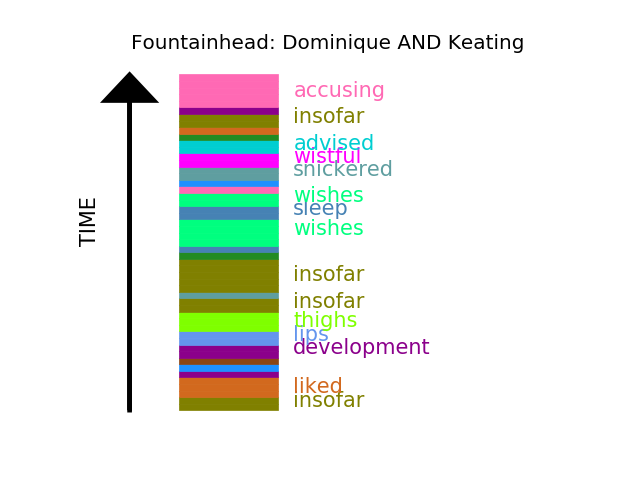 Fountainhead: Dominique AND Keating
accusing
insofar
advised
wistful
snickered
wishes
sleep
wishes
insofar
insofar
thighs
lips
development
liked
insofar
TIME